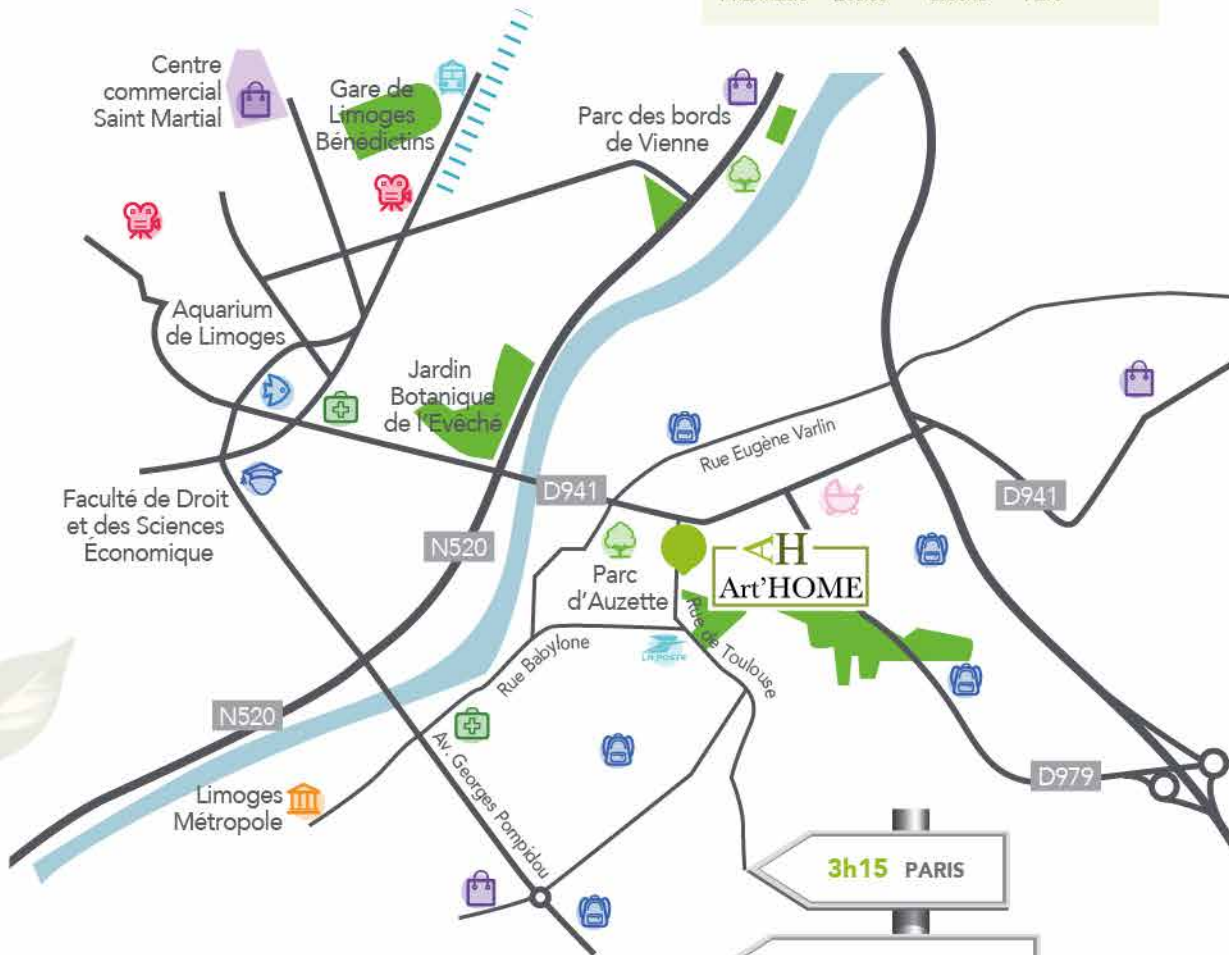 Centre
commercial
Saint Martial
Gare de
Limoges
Bénédictins
Parc des bords
de Vienne
Aquarium
de Limoges
Jardin
Botanique
de l'Evêché
Rue Eugène Varlin
D941
D941
Faculté de Droit
et des Sciences
Économique
N520
Parc
d'Auzette
AH
Art'HOME
Rue de Toulouse
LA POSTE
Rue Babylone
N520
Av. Georges Pompidou
Limoges
Métropole
D979
3h15 PARIS